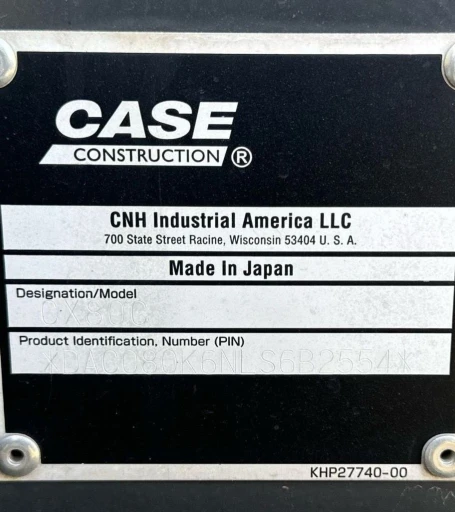 CASE
CONSTRUCTION ®
CNH Industrial America LLC
700 State Street Racine, Wisconsin 53404 U. S. A.
Made In Japan
Designation/Model
CX80C
Product Identification, Number (PIN)
KHP27740-00